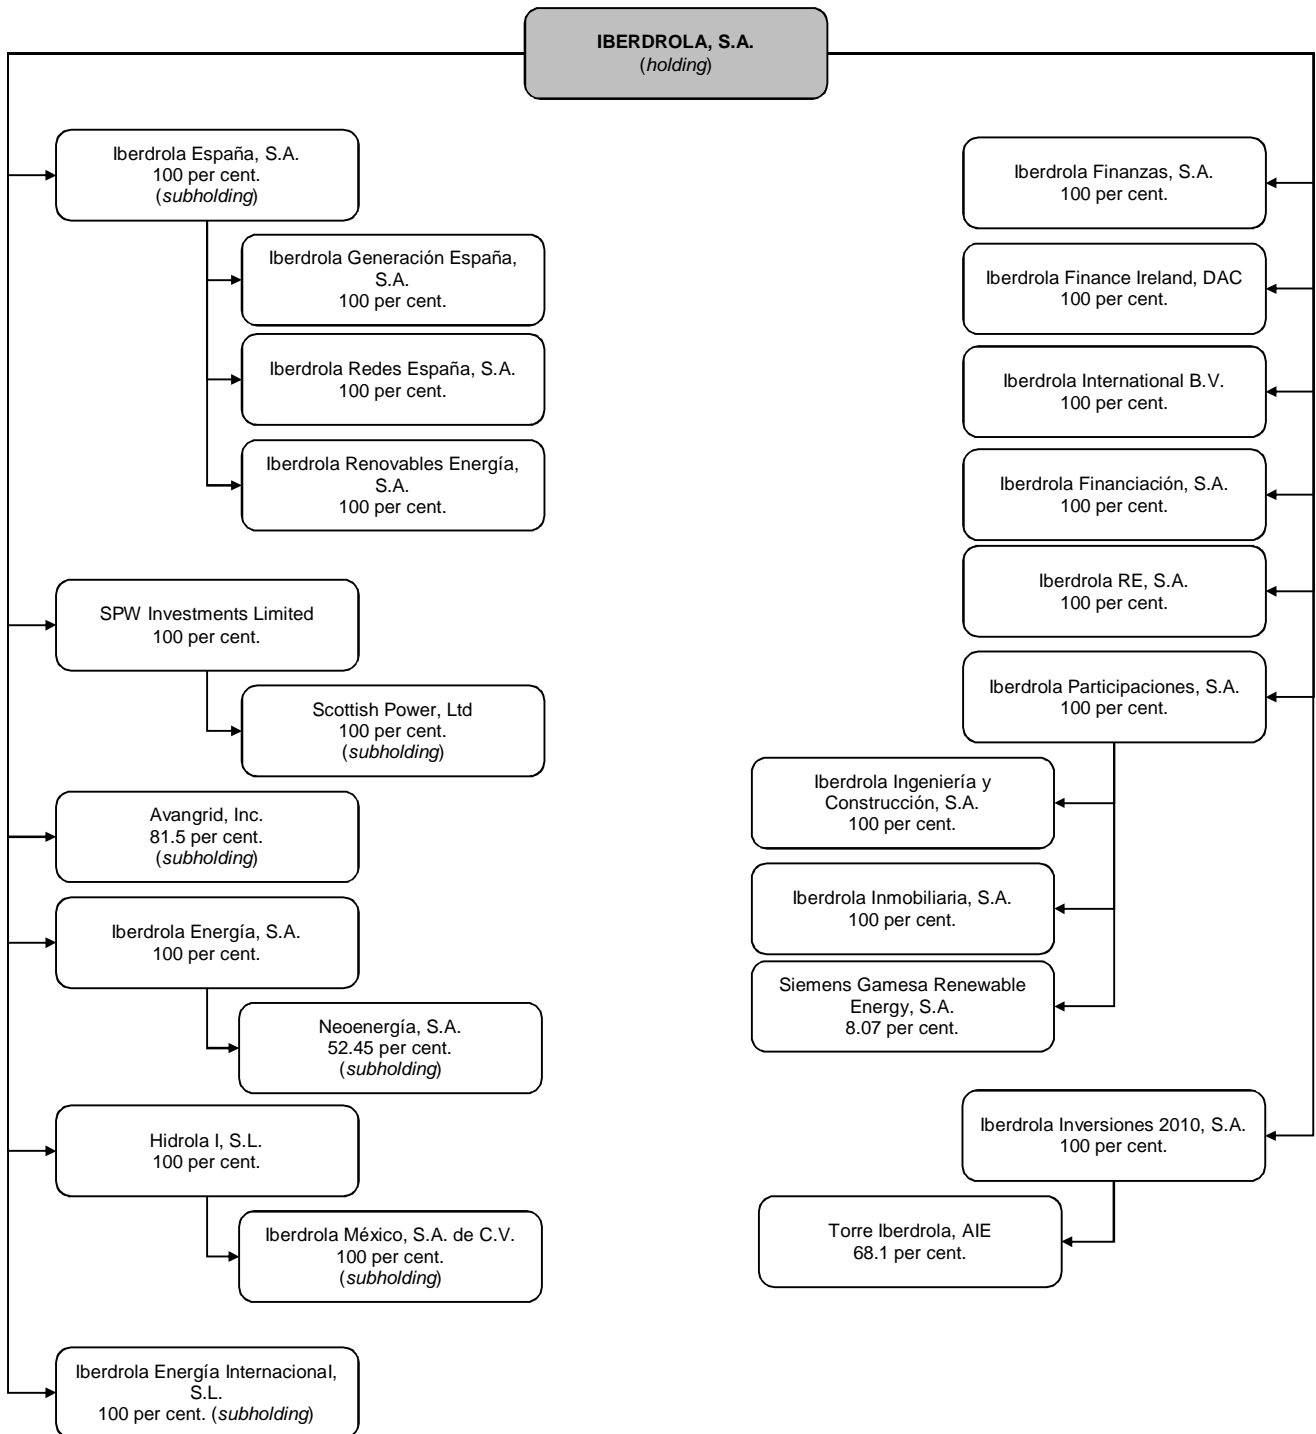 IBERDROLA, S.A.
(holding)
Iberdrola España, S.A.
100 per cent.
(subholding)
Iberdrola Generación España,
S.A.
100 per cent.
Iberdrola Redes España, S.A.
100 per cent.
Iberdrola Renovables Energía,
S.A.
100 per cent.
SPW Investments Limited
100 per cent.
Scottish Power, Ltd
100 per cent.
(subholding)
Avangrid, Inc.
81.5 per cent.
(subholding)
Iberdrola Energía, S.A.
100 per cent.
Neoenergía, S.A.
52.45 per cent.
(subholding)
Hidrola I, S.L.
100 per cent.
Iberdrola México, S.A. de C.V.
100 per cent.
(subholding)
Iberdrola Energía Internacional,
S.L.
100 per cent. (subholding)
Iberdrola Finanzas, S.A.
100 per cent.
Iberdrola Finance Ireland, DAC
100 per cent.
Iberdrola International B.V.
100 per cent.
Iberdrola Financiación, S.A.
100 per cent.
Iberdrola RE, S.A.
100 per cent.
Iberdrola Participaciones, S.A.
100 per cent.
Iberdrola Ingeniería y
Construcción, S.A.
100 per cent.
Iberdrola Inmobiliaria, S.A.
100 per cent.
Siemens Gamesa Renewable
Energy, S.A.
8.07 per cent.
Iberdrola Inversiones 2010, S.A.
100 per cent.
Torre Iberdrola, AIE
68.1 per cent.